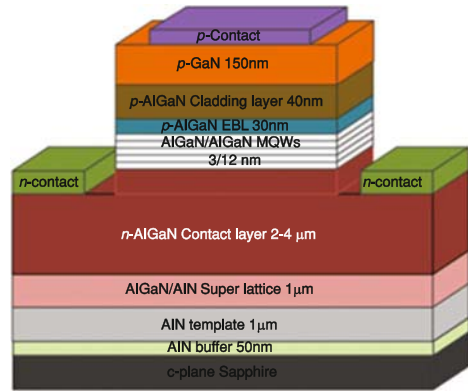 p-Contact
p-GaN 150nm
p-AlGaN Cladding layer 40nm
p-AlGaN EBL 30nm
AlGaN/AlGaN MQWs
3/12 nm
n-contact
n-contact
n-AlGaN Contact layer 2-4 μm
AlGaN/AlN Super lattice 1μm
AlN template 1μm
AlN buffer 50nm
c-plane Sapphire